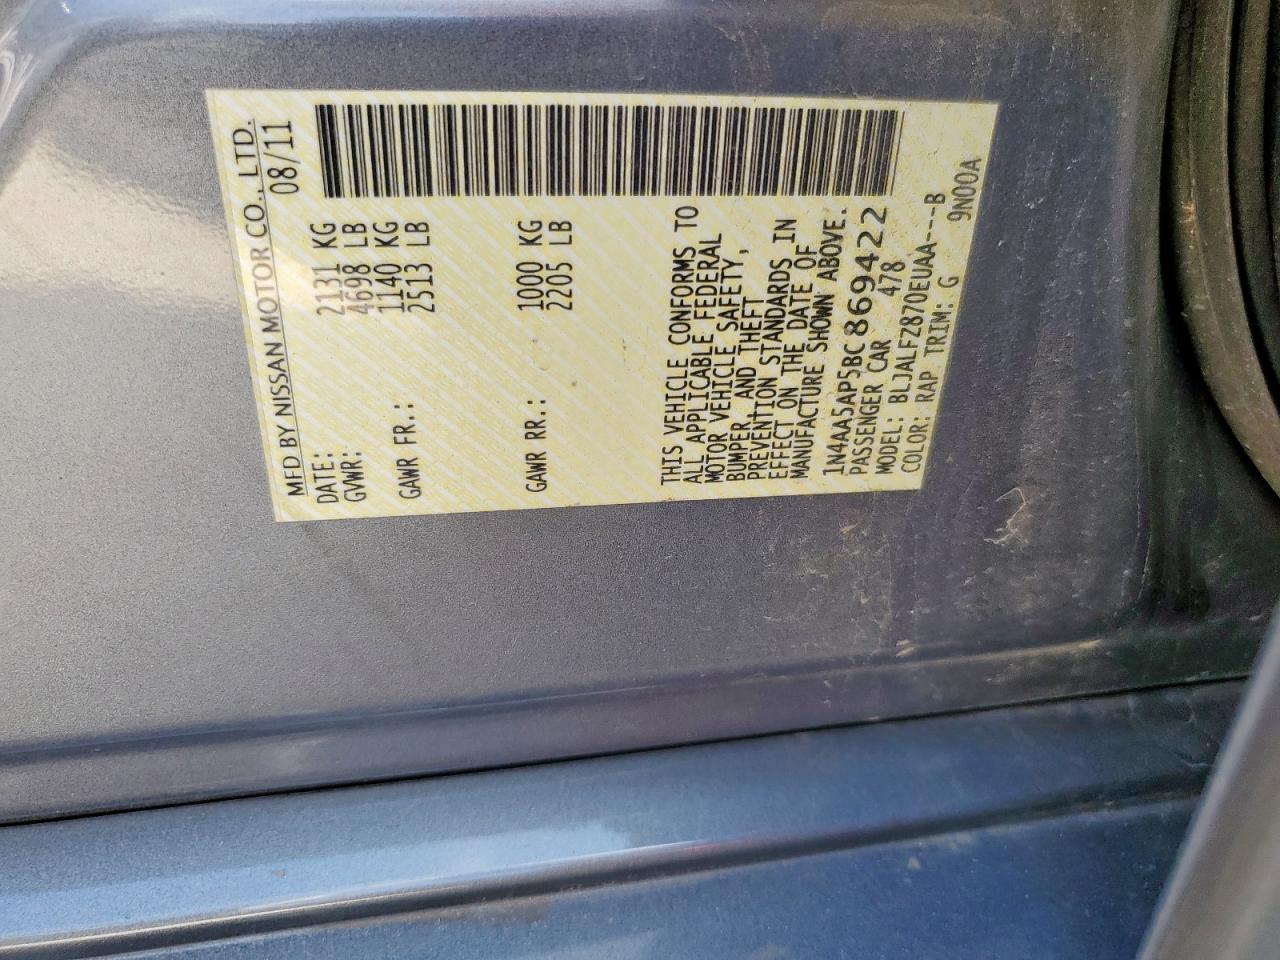 MFD BY NISSAN MOTOR CO., LTD.
DATE: 08/11
GVWR: 2131 KG
4698 LB
GAWR FR.: 1140 KG
2513 LB
GAWR RR.: 1000 KG
2205 LB
THIS VEHICLE CONFORMS TO
ALL APPLICABLE FEDERAL
MOTOR VEHICLE SAFETY,
BUMPER, AND THEFT
PREVENTION STANDARDS IN
EFFECT ON THE DATE OF
MANUFACTURE SHOWN ABOVE.
1N4AA5AP5BC869422
PASSENGER CAR 478
MODEL: BLJALFZ870EUAA---B
COLOR: RAP TRIM: G 9N00A